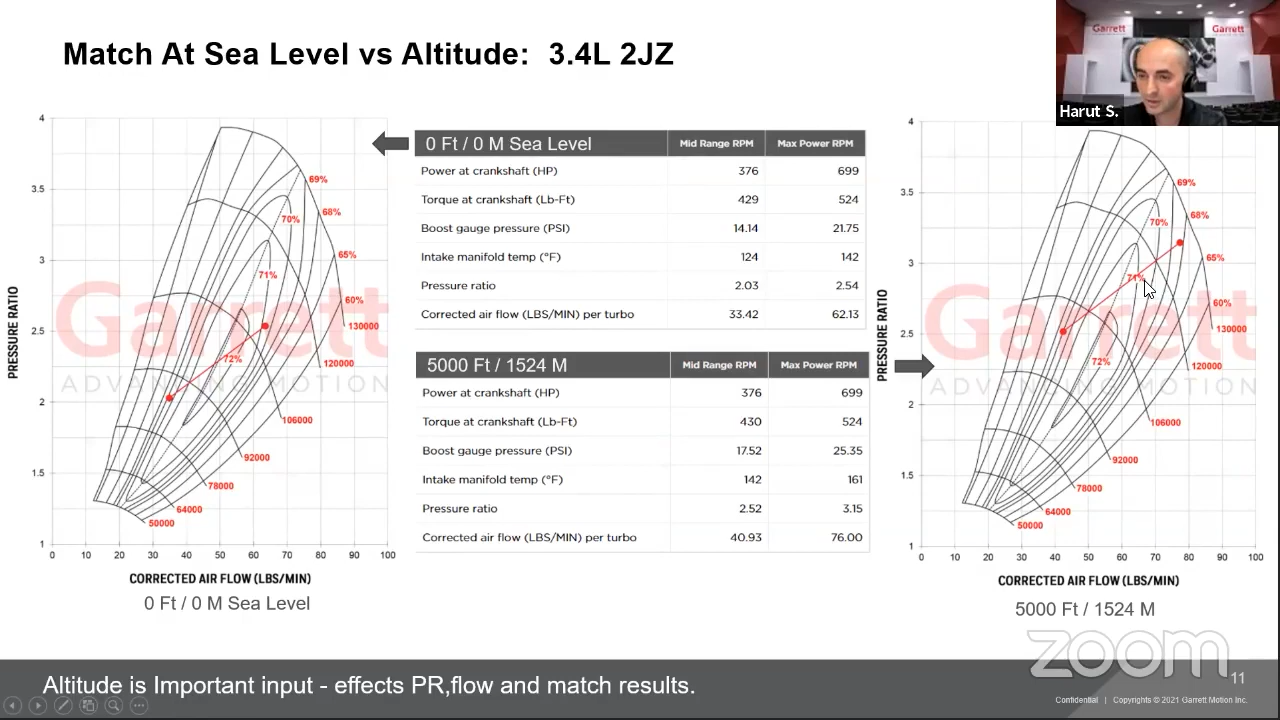 Match At Sea Level vs Altitude: 3.4L 2JZ
Garrett
Garrett
Harut S.
4
3.5
3
2.5
2
1.5
1
0 10 20 30 40 50 60 70 80 90 100
PRESSURE RATIO
69%
70%
68%
65%
71%
60%
72%
130000
120000
106000
92000
78000
64000
50000
Garrett
ADVANCING MOTION
CORRECTED AIR FLOW (LBS/MIN)
0 Ft / 0 M Sea Level
0 Ft / 0 M Sea Level Mid Range RPM Max Power RPM
Power at crankshaft (HP) 376 699
Torque at crankshaft (Lb-Ft) 429 524
Boost gauge pressure (PSI) 14.14 21.75
Intake manifold temp (°F) 124 142
Pressure ratio 2.03 2.54
Corrected air flow (LBS/MIN) per turbo 33.42 62.13
5000 Ft / 1524 M Mid Range RPM Max Power RPM
Power at crankshaft (HP) 376 699
Torque at crankshaft (Lb-Ft) 430 524
Boost gauge pressure (PSI) 17.52 25.35
Intake manifold temp (°F) 142 161
Pressure ratio 2.52 3.15
Corrected air flow (LBS/MIN) per turbo 40.93 76.00
4
3.5
3
2.5
2
1.5
1
0 10 20 30 40 50 60 70 80 90 100
PRESSURE RATIO
69%
70%
68%
65%
71%
60%
72%
130000
120000
106000
92000
78000
64000
50000
Garrett
ADVANCING MOTION
CORRECTED AIR FLOW (LBS/MIN)
5000 Ft / 1524 M
zoom
Altitude is Important input - effects PR,flow and match results.
11
Confidential | Copyrights © 2021 Garrett Motion Inc.